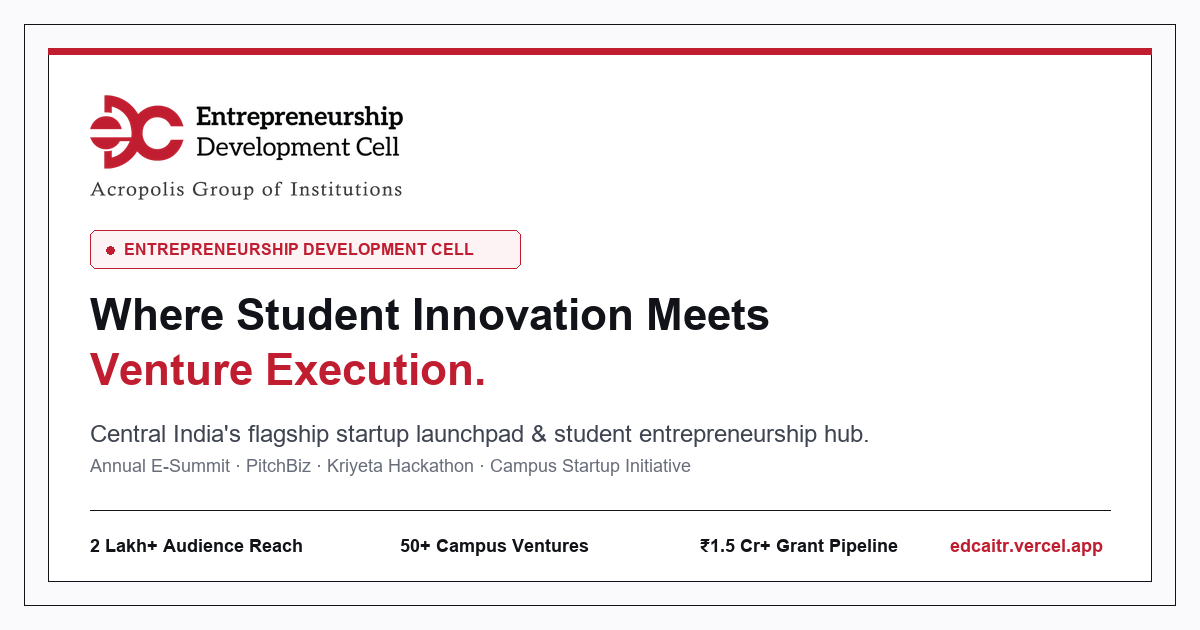 Entrepreneurship
Development Cell
Acropolis Group of Institutions
ENTREPRENEURSHIP DEVELOPMENT CELL
Where Student Innovation Meets
Venture Execution.
Central India's flagship startup launchpad & student entrepreneurship hub.
Annual E-Summit · PitchBiz · Kriyeta Hackathon · Campus Startup Initiative
2 Lakh+ Audience Reach 50+ Campus Ventures ₹1.5 Cr+ Grant Pipeline edcaitr.vercel.app